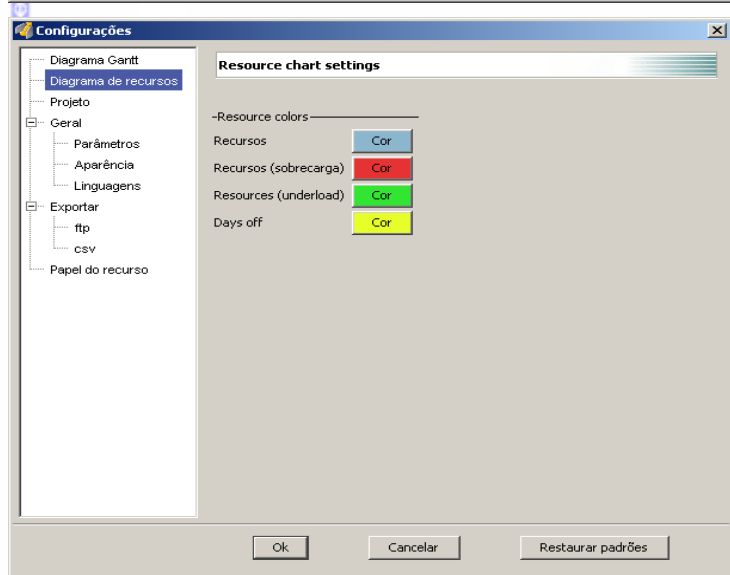 Configurações
Diagrama Gantt
Diagrama de recursos
Projeto
Geral
Parâmetros
Aparência
Linguagens
Exportar
ftp
csv
Papel do recurso
Resource chart settings
Resource colors
Recursos Cor
Recursos (sobrecarga) Cor
Resources (underload) Cor
Days off Cor
Ok Cancelar Restaurar padrões